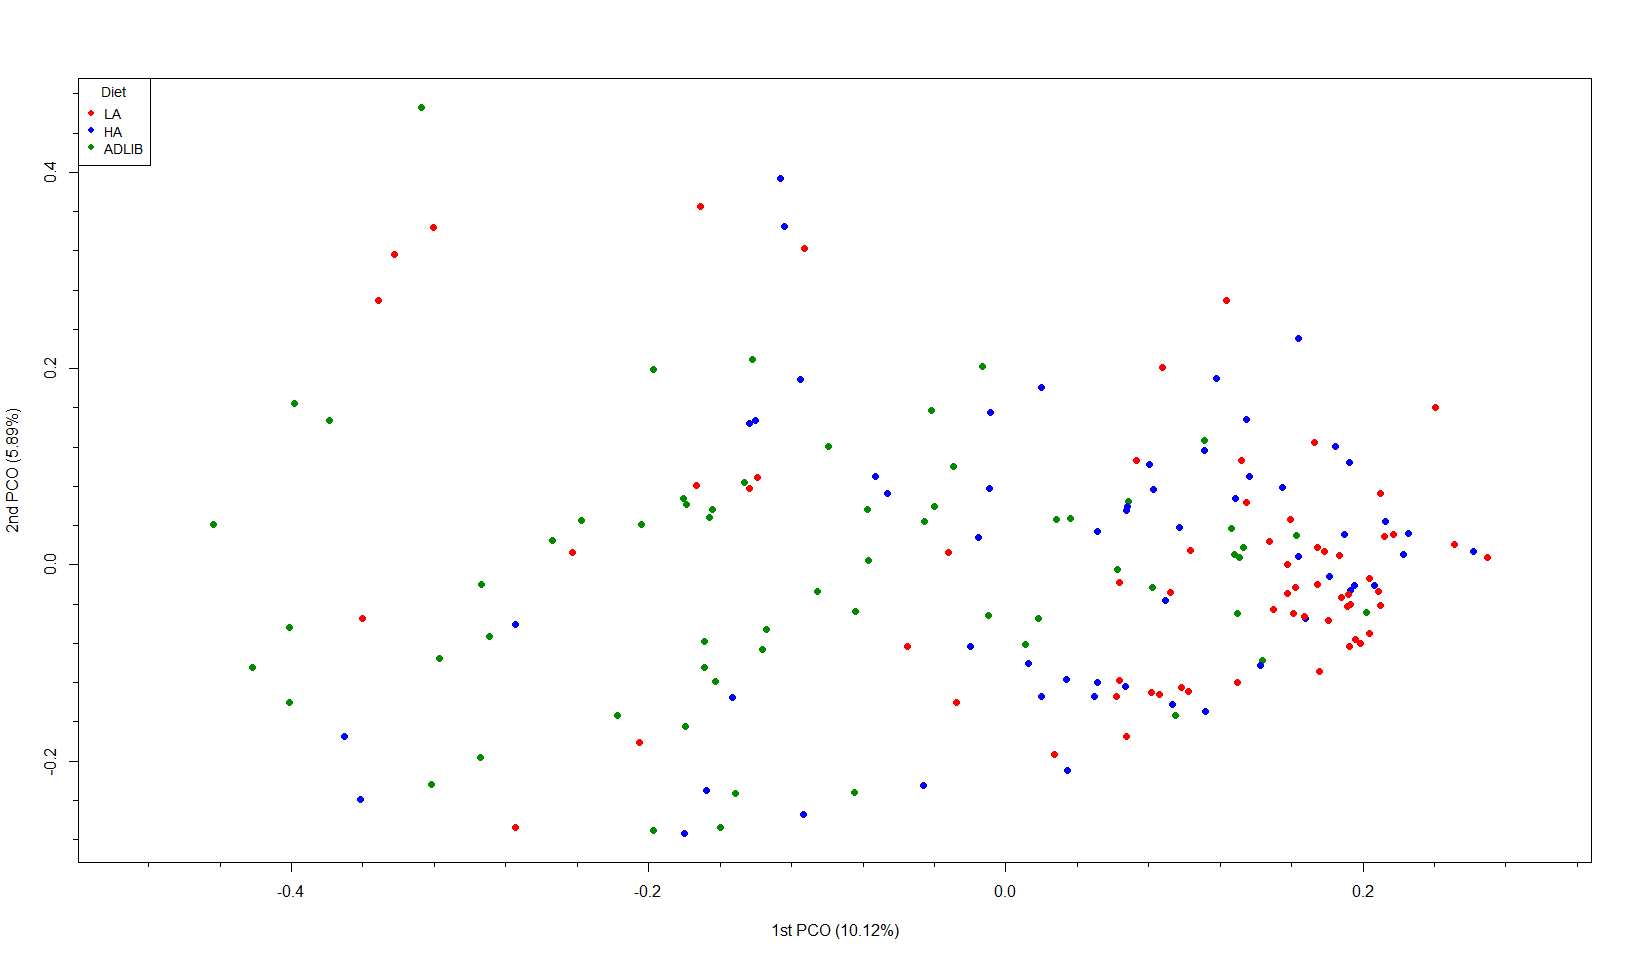 Diet
LA
HA
ADLIB
0.4
0.2
0.0
-0.2
2nd PCO (5.89%)
-0.4
-0.2
0.0
0.2
1st PCO (10.12%)